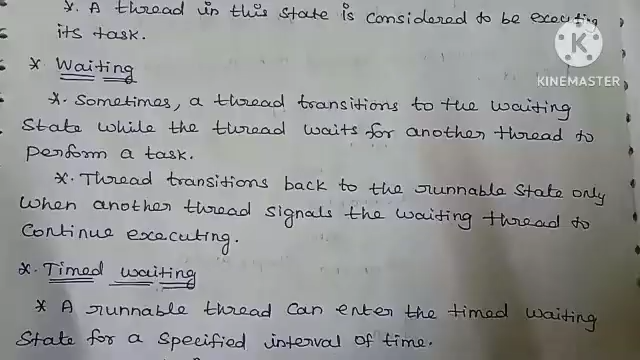 *. A thread in this state is considered to be executing
its task.
K
KINEMASTER
* Waiting
*. Sometimes, a thread transitions to the waiting
State while the thread waits for another thread to
perform a task.
*. Thread transitions back to the runnable state only
when another thread signals the waiting thread to
Continue executing.
*. Timed waiting
* A runnable thread can enter the timed waiting
State for a specified interval of time.